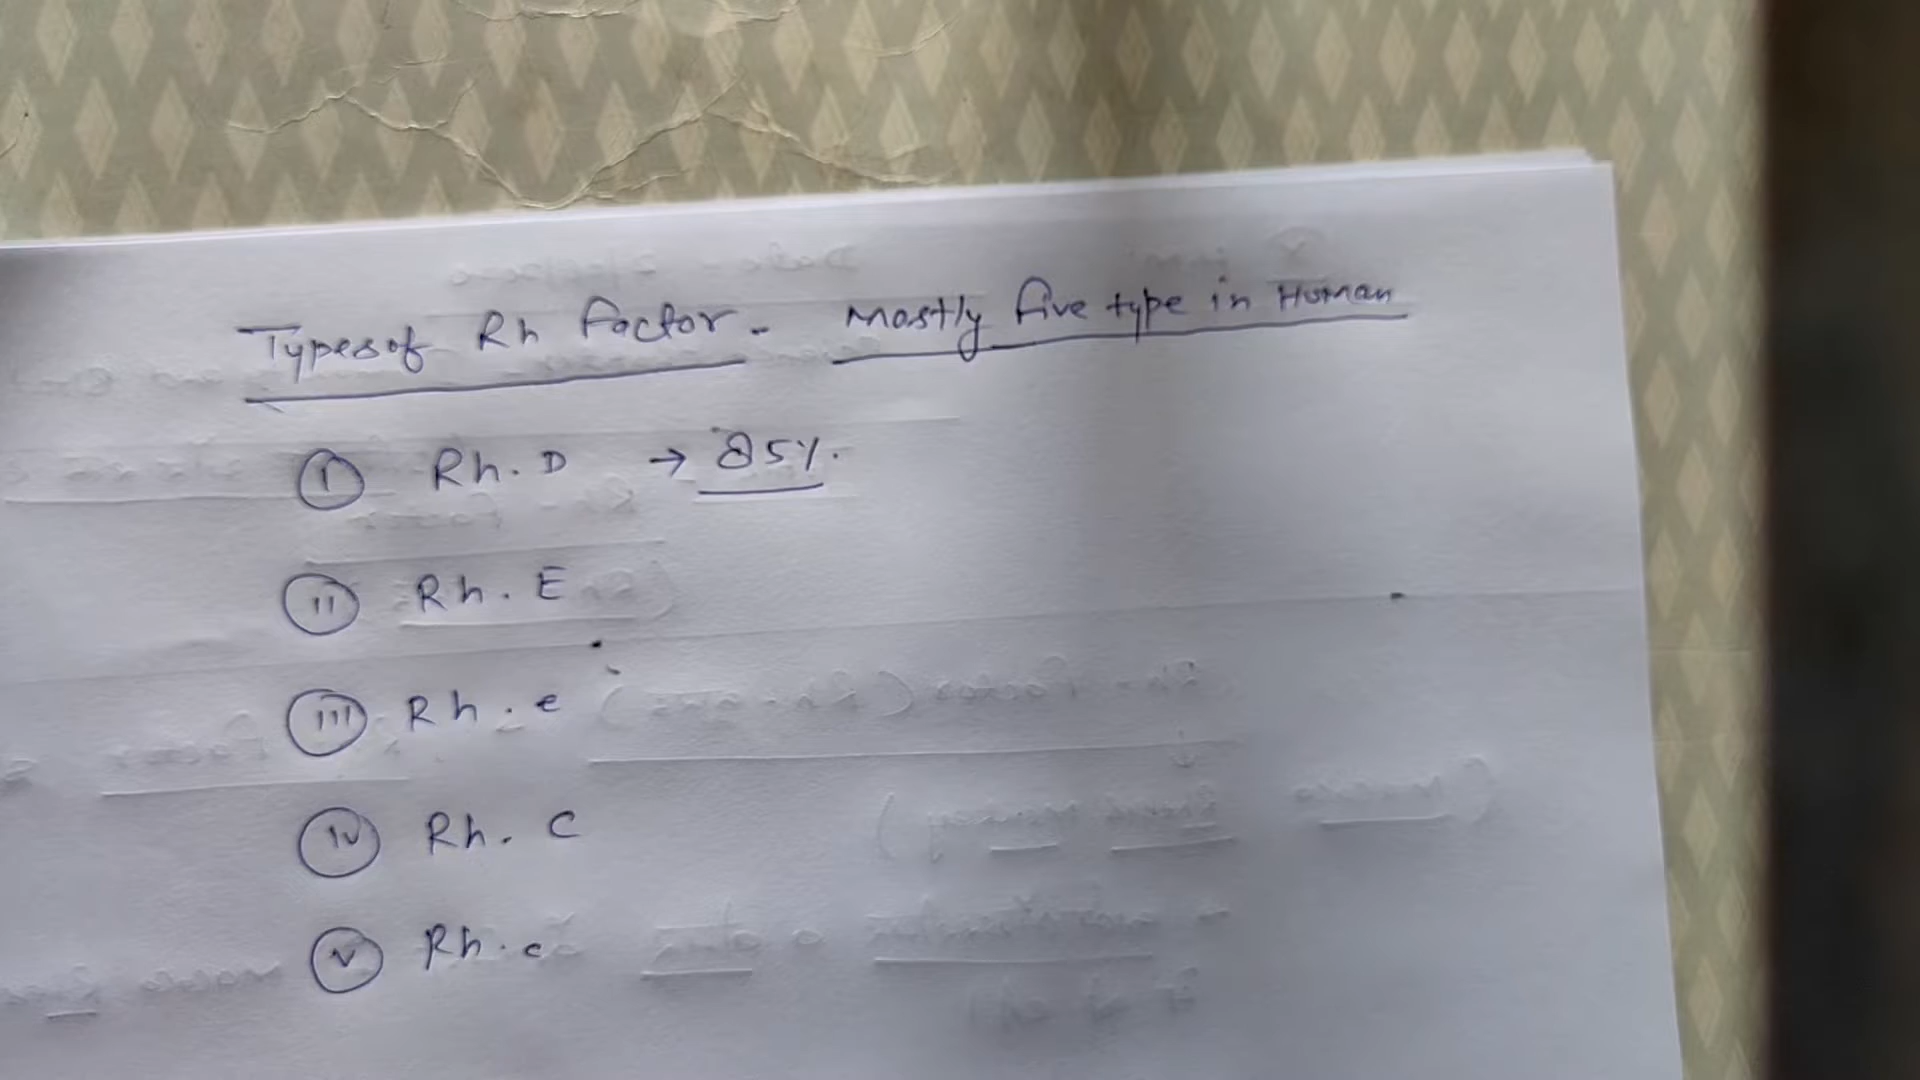 Types of Rh factor - mostly five type in Human
i Rh. D → 85%.
ii Rh. E
iii Rh. e
iv Rh. C
v Rh. c